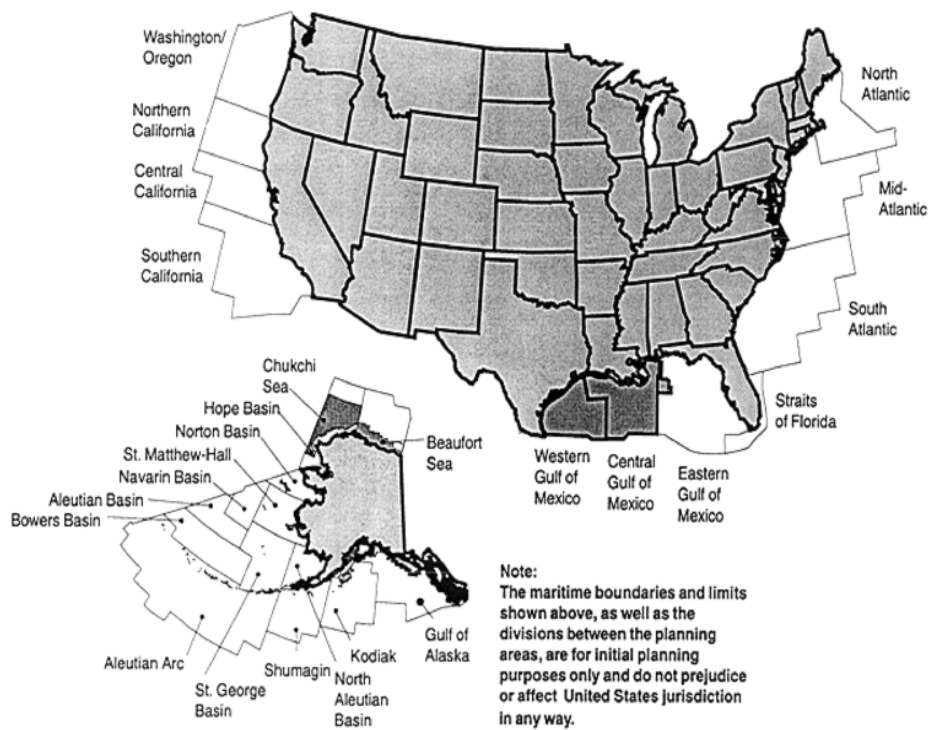 Washington/
Oregon
Northern
California
Central
California
Southern
California
North
Atlantic
Mid-
Atlantic
South
Atlantic
Straits
of Florida
Western
Gulf of
Mexico
Central
Gulf of
Mexico
Eastern
Gulf of
Mexico
Chukchi
Sea
Hope Basin
Norton Basin
St. Matthew-Hall
Navarin Basin
Aleutian Basin
Bowers Basin
Beaufort
Sea
Aleutian Arc
St. George
Basin
Shumagin
North
Aleutian
Basin
Kodiak
Gulf of
Alaska
Note:
The maritime boundaries and limits
shown above, as well as the
divisions between the planning
areas, are for initial planning
purposes only and do not prejudice
or affect United States jurisdiction
in any way.